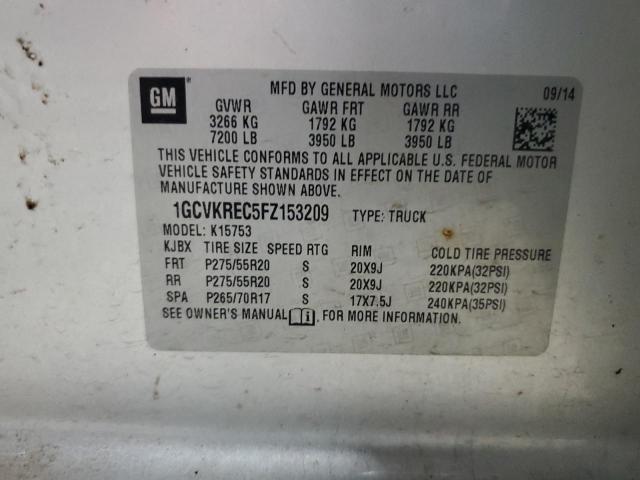 GM ®
MFD BY GENERAL MOTORS LLC 09/14
GVWR GAWR FRT GAWR RR
3266 KG 1792 KG 1792 KG
7200 LB 3950 LB 3950 LB
THIS VEHICLE CONFORMS TO ALL APPLICABLE U.S. FEDERAL MOTOR
VEHICLE SAFETY STANDARDS IN EFFECT ON THE DATE OF
MANUFACTURE SHOWN ABOVE.
1GCVKREC5FZ153209 TYPE: TRUCK
MODEL: K15753
KJBX TIRE SIZE SPEED RTG RIM COLD TIRE PRESSURE
FRT P275/55R20 S 20X9J 220KPA(32PSI)
RR P275/55R20 S 20X9J 220KPA(32PSI)
SPA P265/70R17 S 17X7.5J 240KPA(35PSI)
SEE OWNER'S MANUAL i. FOR MORE INFORMATION.